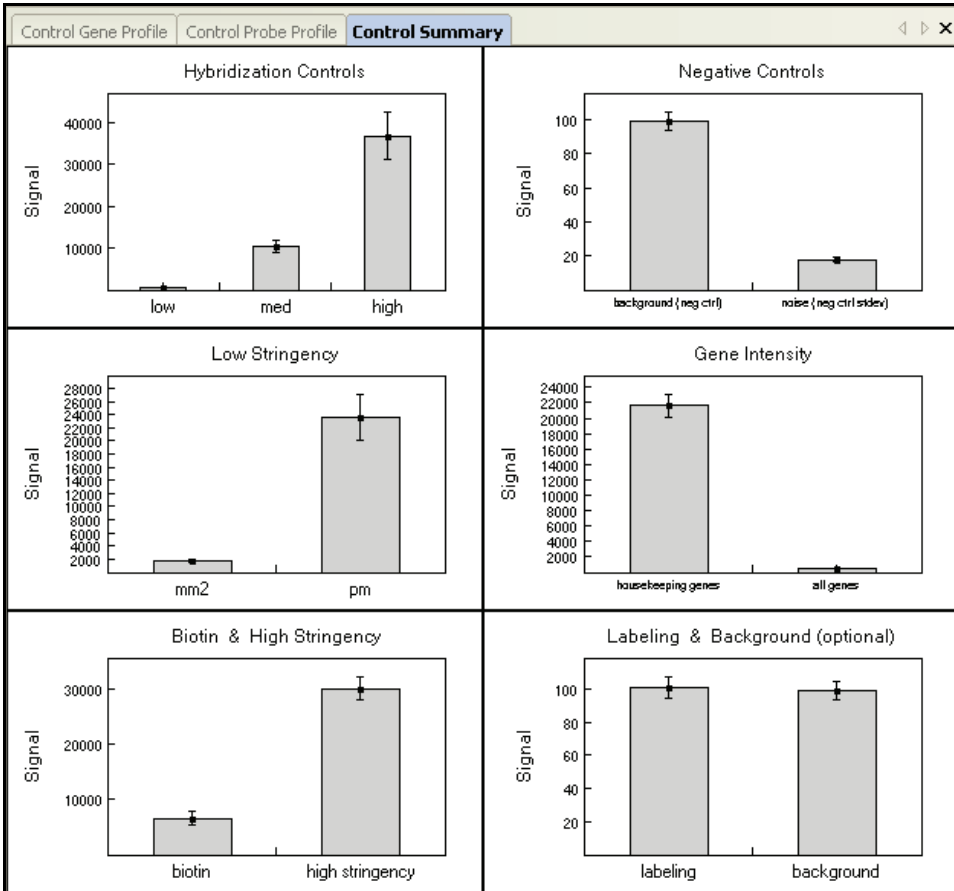 Control Gene Profile Control Probe Profile Control Summary
Hybridization Controls
Signal
40000
30000
20000
10000
low med high
Negative Controls
Signal
100
80
60
40
20
background (neg ctrl) noise (neg ctrl stdev)
Low Stringency
Signal
28000
26000
24000
22000
20000
18000
16000
14000
12000
10000
8000
6000
4000
2000
mm2 pm
Gene Intensity
Signal
24000
22000
20000
18000
16000
14000
12000
10000
8000
6000
4000
2000
housekeeping genes all genes
Biotin & High Stringency
Signal
30000
20000
10000
biotin high stringency
Labeling & Background (optional)
Signal
100
80
60
40
20
labeling background